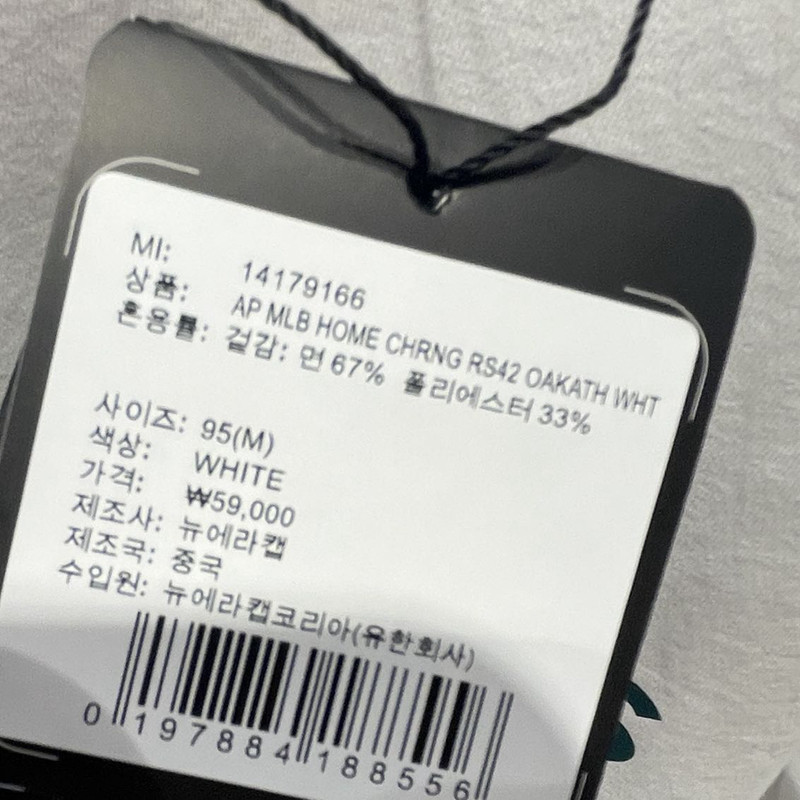 MI: 14179166
상품: AP MLB HOME CHRNG RS42 OAKATH WHT
혼용률: 겉감: 면 67% 폴리에스터 33%
사이즈: 95(M)
색상: WHITE
가격: ₩59,000
제조사: 뉴에라캡
제조국: 중국
수입원: 뉴에라캡코리아(유한회사)
0 197884 188556